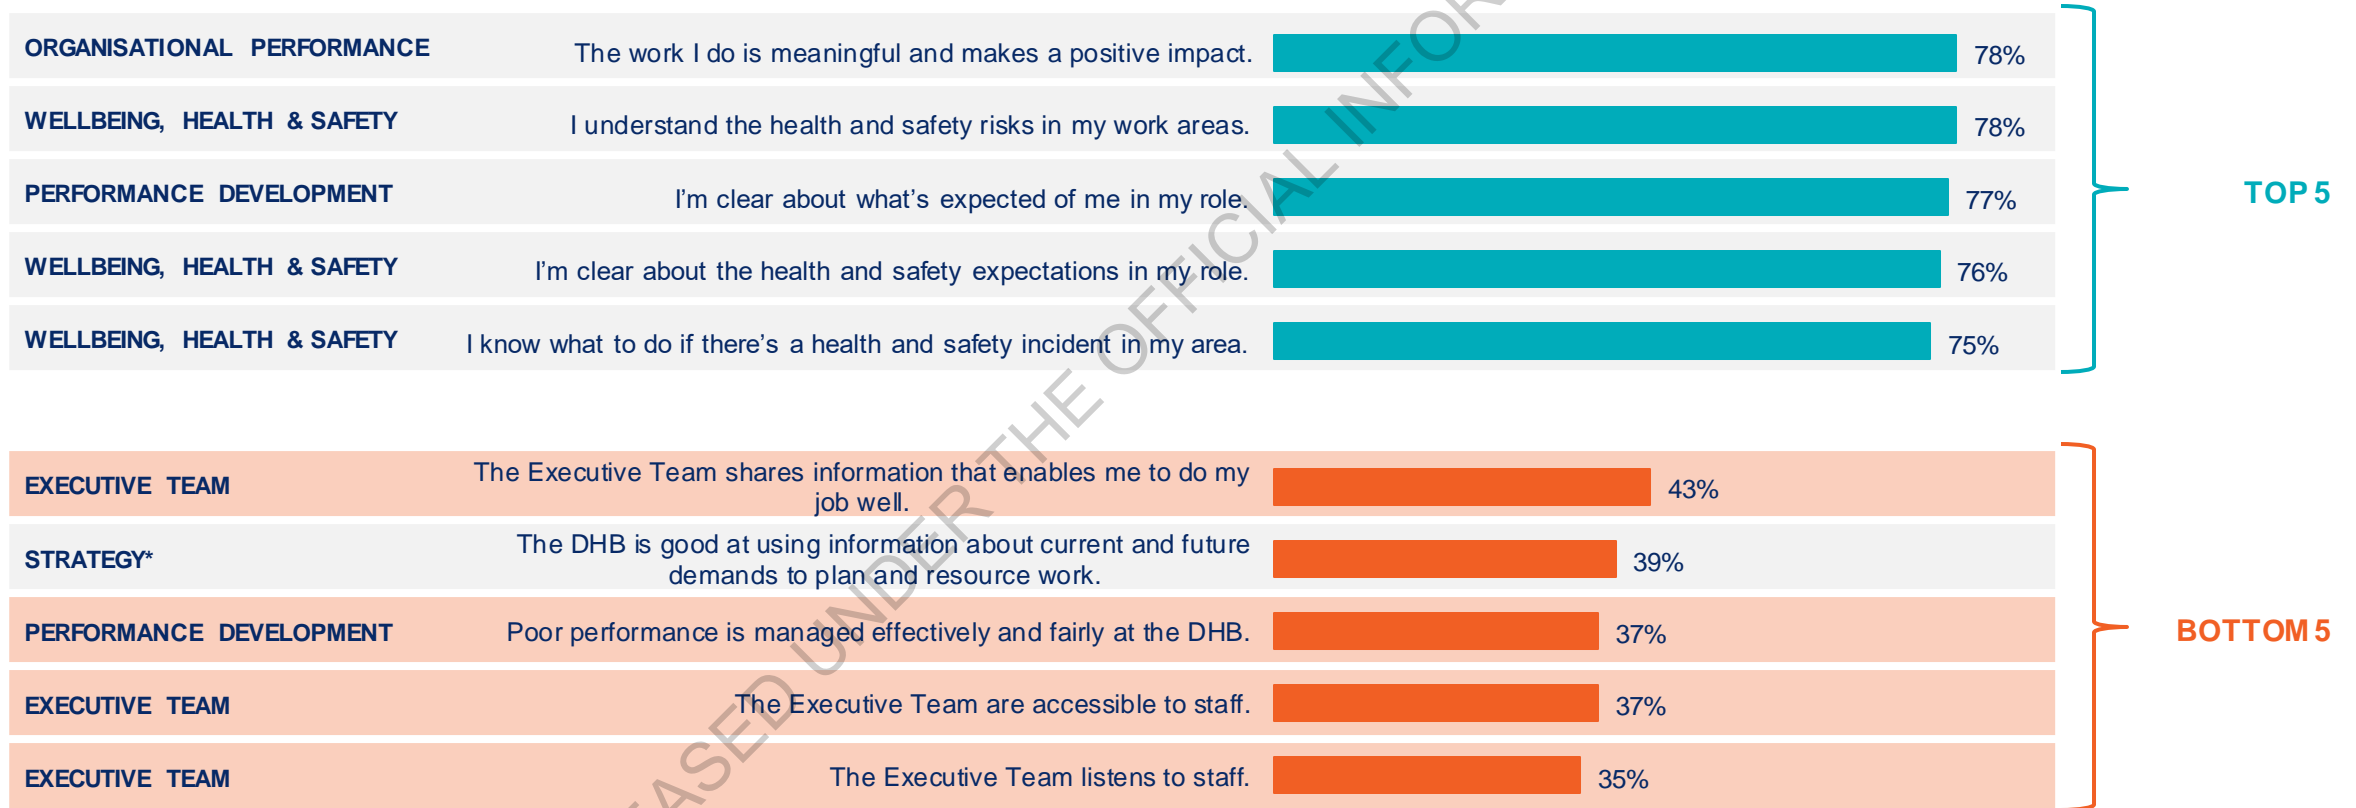 ORGANISATIONAL PERFORMANCE
The work I do is meaningful and makes a positive impact.
78%
WELLBEING, HEALTH & SAFETY
I understand the health and safety risks in my work areas.
78%
PERFORMANCE DEVELOPMENT
I'm clear about what's expected of me in my role.
77%
WELLBEING, HEALTH & SAFETY
I'm clear about the health and safety expectations in my role.
76%
WELLBEING, HEALTH & SAFETY
I know what to do if there's a health and safety incident in my area.
75%
TOP 5
EXECUTIVE TEAM
The Executive Team shares information that enables me to do my
job well.
43%
STRATEGY*
The DHB is good at using information about current and future
demands to plan and resource work.
39%
PERFORMANCE DEVELOPMENT
Poor performance is managed effectively and fairly at the DHB.
37%
EXECUTIVE TEAM
The Executive Team are accessible to staff.
37%
EXECUTIVE TEAM
The Executive Team listens to staff.
35%
BOTTOM 5
UNDER THE OFFICIAL